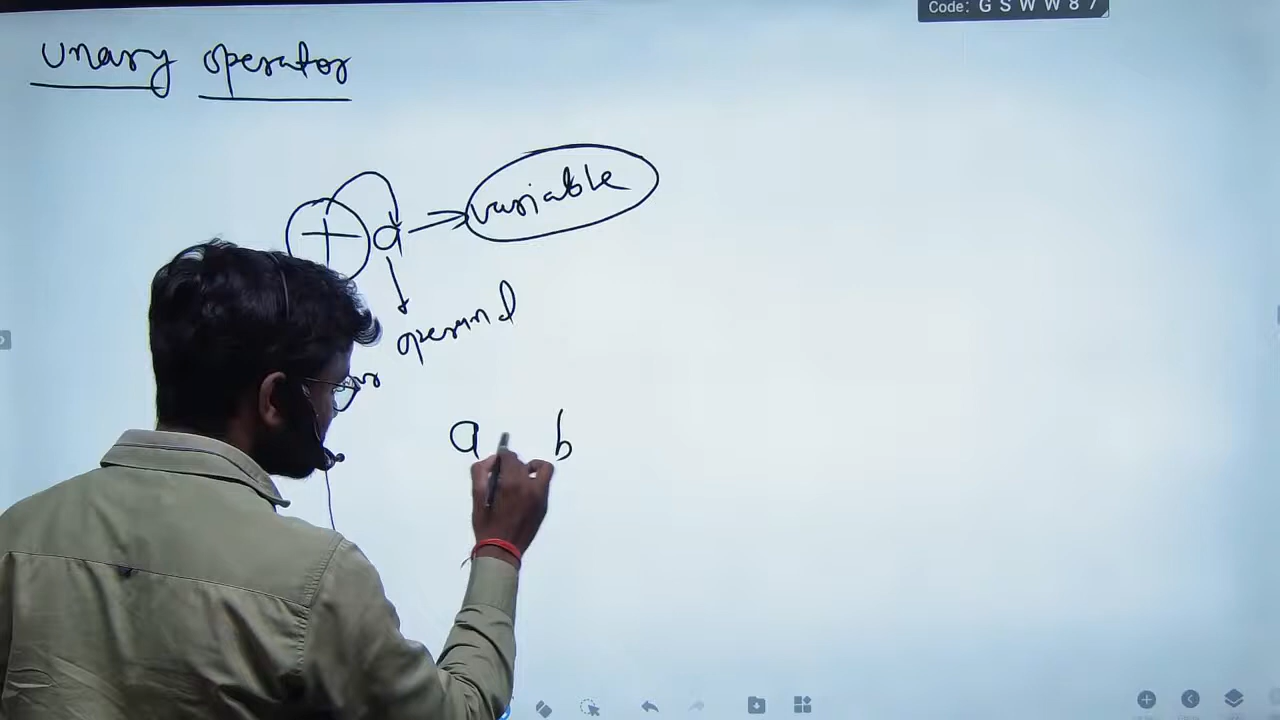 Code: G S W W 8 7
Unary operator
+ a ⇒ variable
operand
a b